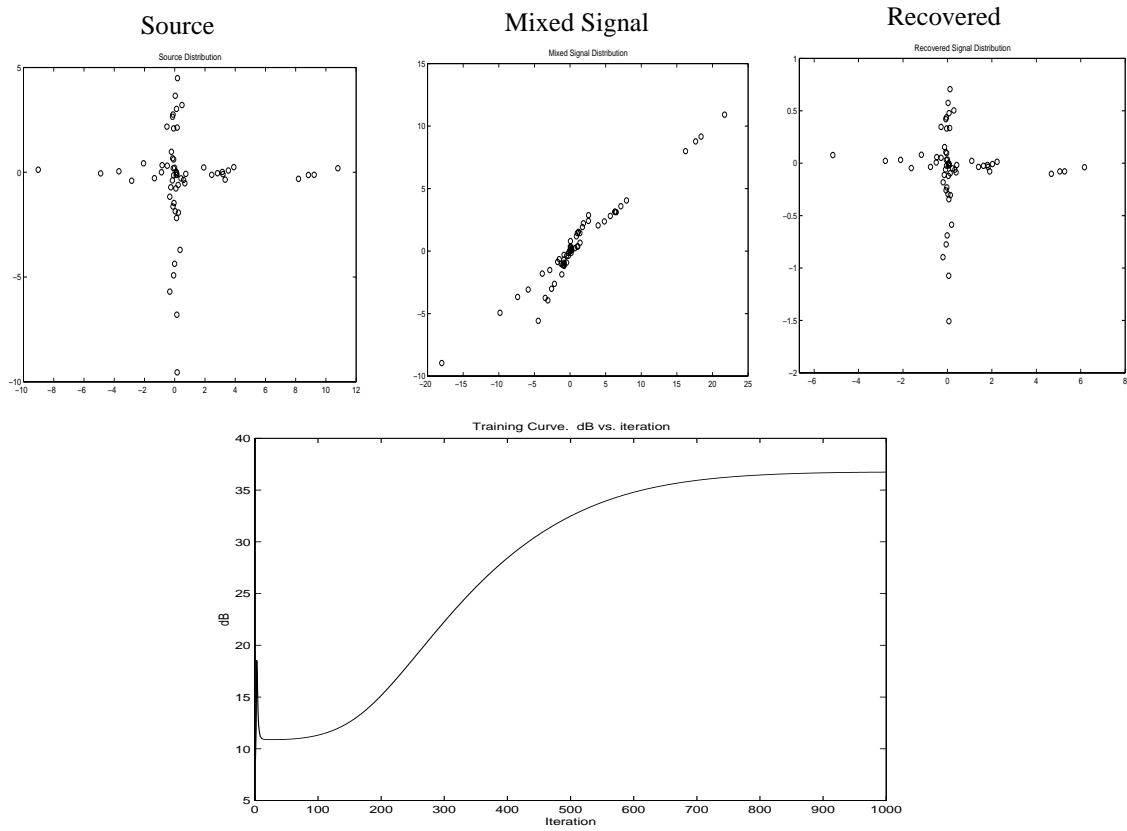 Source
Mixed Signal
Recovered
Source Distribution
5
0
−5
−10
−10 −8 −6 −4 −2 0 2 4 6 8 10 12
Mixed Signal Distribution
15
10
5
0
−5
−10
−20 −15 −10 −5 0 5 10 15 20 25
Recovered Signal Distribution
1
0.5
0
−0.5
−1
−1.5
−2
−6 −4 −2 0 2 4 6 8
Training Curve. dB vs. iteration
40
35
30
25
20
15
10
5
dB
0 100 200 300 400 500 600 700 800 900 1000
Iteration